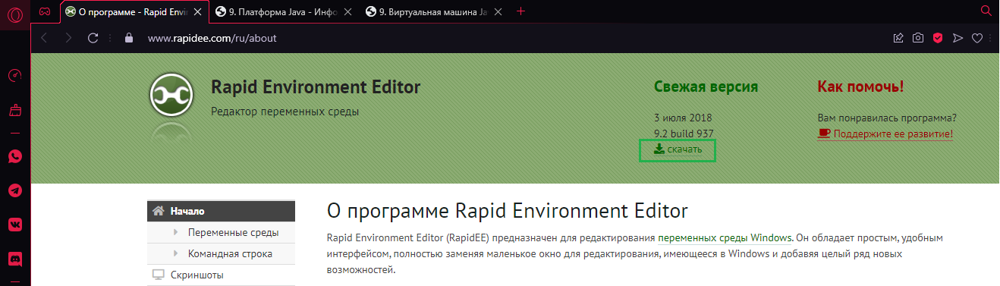 О программе - Rapid Envi
9. Платформа Java - Инфо
9. Виртуальная машина Ja
www.rapidee.com/ru/about
Rapid Environment Editor
Редактор переменных среды
Свежая версия
3 июля 2018
9.2 build 937
скачать
Как помочь!
Вам понравилась программа?
Поддержите ее развитие!
Начало
Переменные среды
Командная строка
Скриншоты
О программе Rapid Environment Editor
Rapid Environment Editor (RapidEE) предназначен для редактирования переменных среды Windows. Он обладает простым, удобным
интерфейсом, полностью заменяя маленькое окно для редактирования, имеющееся в Windows и добавяя целый ряд новых
возможностей.